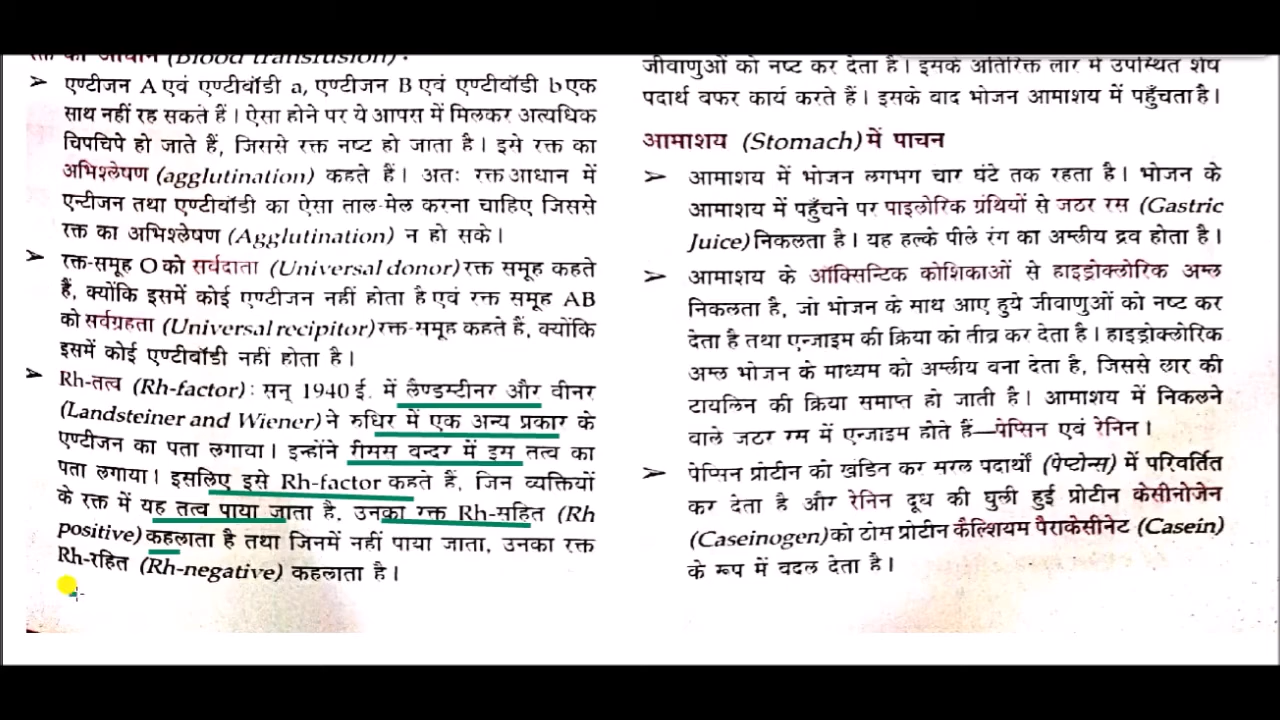 रक्त का आधान (Blood transfusion) :
➢ एण्टीजन A एवं एण्टीबॉडी a, एण्टीजन B एवं एण्टीबॉडी b एक
साथ नहीं रह सकते हैं। ऐसा होने पर ये आपस में मिलकर अत्यधिक
चिपचिपे हो जाते हैं, जिससे रक्त नष्ट हो जाता है। इसे रक्त का
अभिश्लेषण (agglutination) कहते हैं। अतः रक्त आधान में
एन्टीजन तथा एण्टीबॉडी का ऐसा ताल-मेल करना चाहिए जिससे
रक्त का अभिश्लेषण (Agglutination) न हो सके।
➢ रक्त-समूह O को सर्वदाता (Universal donor) रक्त समूह कहते
हैं, क्योंकि इसमें कोई एण्टीजन नहीं होता है एवं रक्त समूह AB
को सर्वग्रहता (Universal recipitor) रक्त-समूह कहते हैं, क्योंकि
इसमें कोई एण्टीबॉडी नहीं होता है।
➢ Rh-तत्व (Rh-factor) : सन् 1940 ई. में लैण्डस्टीनर और वीनर
(Landsteiner and Wiener) ने रुधिर में एक अन्य प्रकार के
एण्टीजन का पता लगाया। इन्होंने रीसस बन्दर में इस तत्व का
पता लगाया। इसलिए इसे Rh-factor कहते हैं, जिन व्यक्तियों
के रक्त में यह तत्व पाया जाता है, उनका रक्त Rh-सहित (Rh
positive) कहलाता है तथा जिनमें नहीं पाया जाता, उनका रक्त
Rh-रहित (Rh-negative) कहलाता है।
जीवाणुओं को नष्ट कर देता है। इसके अतिरिक्त लार में उपस्थित शेष
पदार्थ बफर कार्य करते हैं। इसके बाद भोजन आमाशय में पहुँचता है।
आमाशय (Stomach) में पाचन
➢ आमाशय में भोजन लगभग चार घंटे तक रहता है। भोजन के
आमाशय में पहुँचने पर पाइलोरिक ग्रंथियों से जठर रस (Gastric
Juice) निकलता है। यह हल्के पीले रंग का अम्लीय द्रव होता है।
➢ आमाशय के ऑक्सिन्टिक कोशिकाओं से हाइड्रोक्लोरिक अम्ल
निकलता है, जो भोजन के साथ आए हुये जीवाणुओं को नष्ट कर
देता है तथा एन्जाइम की क्रिया को तीव्र कर देता है। हाइड्रोक्लोरिक
अम्ल भोजन के माध्यम को अम्लीय बना देता है, जिससे लार की
टायलिन की क्रिया समाप्त हो जाती है। आमाशय में निकलने
वाले जठर रस में एन्जाइम होते हैं—पेप्सिन एवं रेनिन।
➢ पेप्सिन प्रोटीन को खंडित कर सरल पदार्थों (पेप्टोन्स) में परिवर्तित
कर देता है और रेनिन दूध की घुली हुई प्रोटीन केसीनोजेन
(Caseinogen) को ठोस प्रोटीन कैल्शियम पैराकेसीनेट (Casein)
के रूप में बदल देता है।